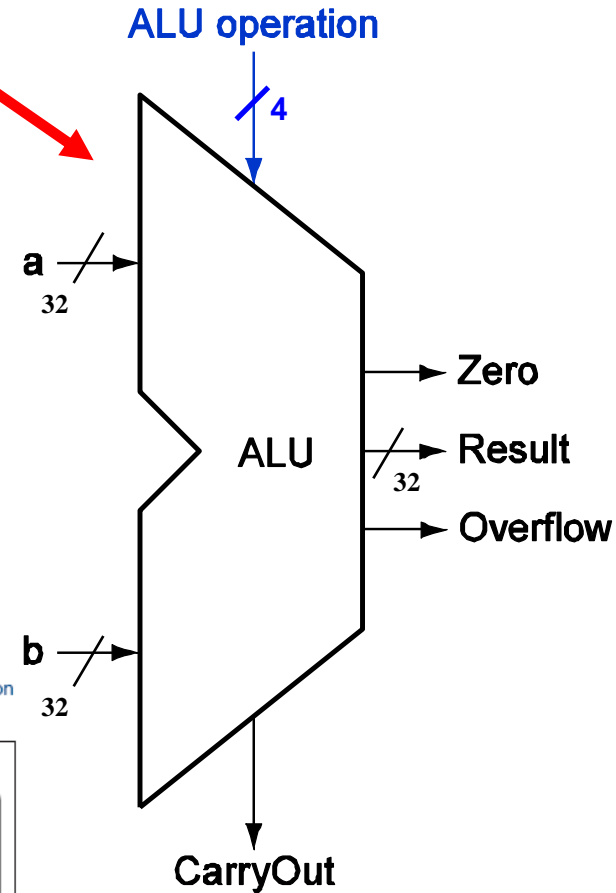 ALU operation
4
a
32
Zero
ALU
Result
32
Overflow
b
32
CarryOut